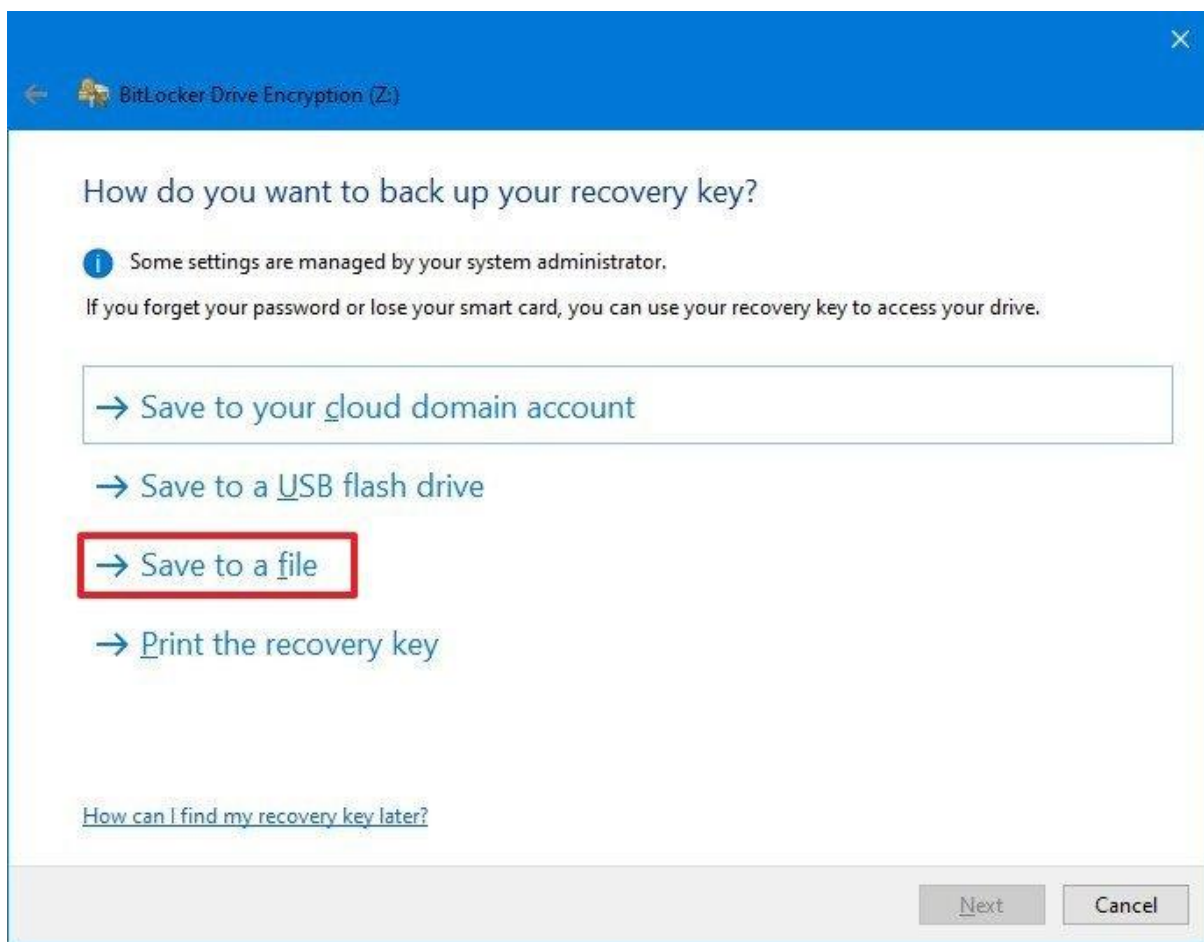 BitLocker Drive Encryption (Z:)
How do you want to back up your recovery key?
Some settings are managed by your system administrator.
If you forget your password or lose your smart card, you can use your recovery key to access your drive.
→ Save to your cloud domain account
→ Save to a USB flash drive
→ Save to a file
→ Print the recovery key
How can I find my recovery key later?
Next Cancel